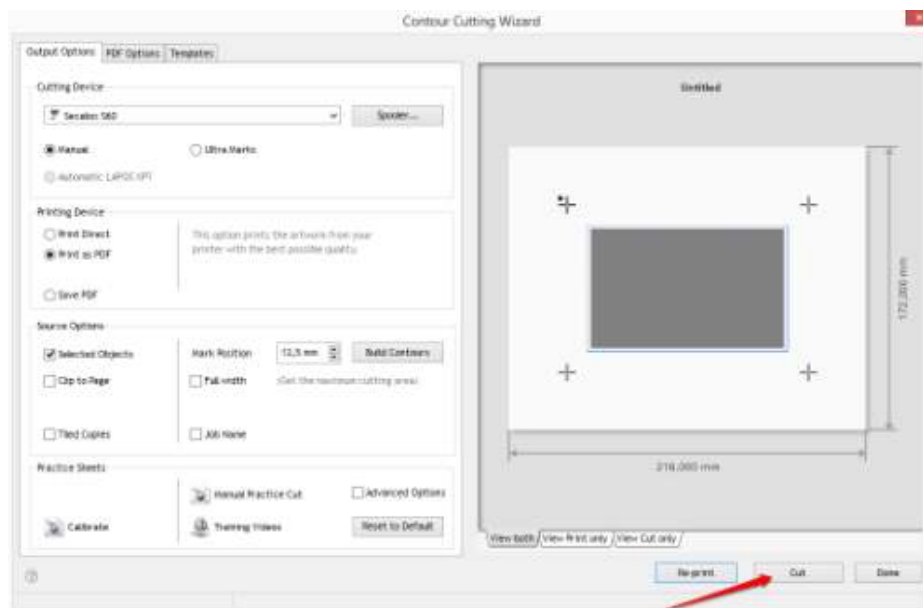 Contour Cutting Wizard
Output Options PDF Options Templates
Cutting Device
Secabo S60
Spooler...
Manual
Ultra Marks
Automatic LAPOS XPT
Printing Device
Print Direct
This option prints the artwork from your
printer with the best possible quality.
Print as PDF
Save PDF
Source Options
Selected Objects
Mark Position
12,5 mm
Build Contours
Clip to Page
Full width
(Get the maximum cutting area)
Tiled Copies
Job Name
Practice Sheets
Manual Practice Cut
Advanced Options
Calibrate
Training Videos
Reset to Default
Untitled
172,000 mm
216,000 mm
View both View Print only View Cut only
Re-print
Cut
Done